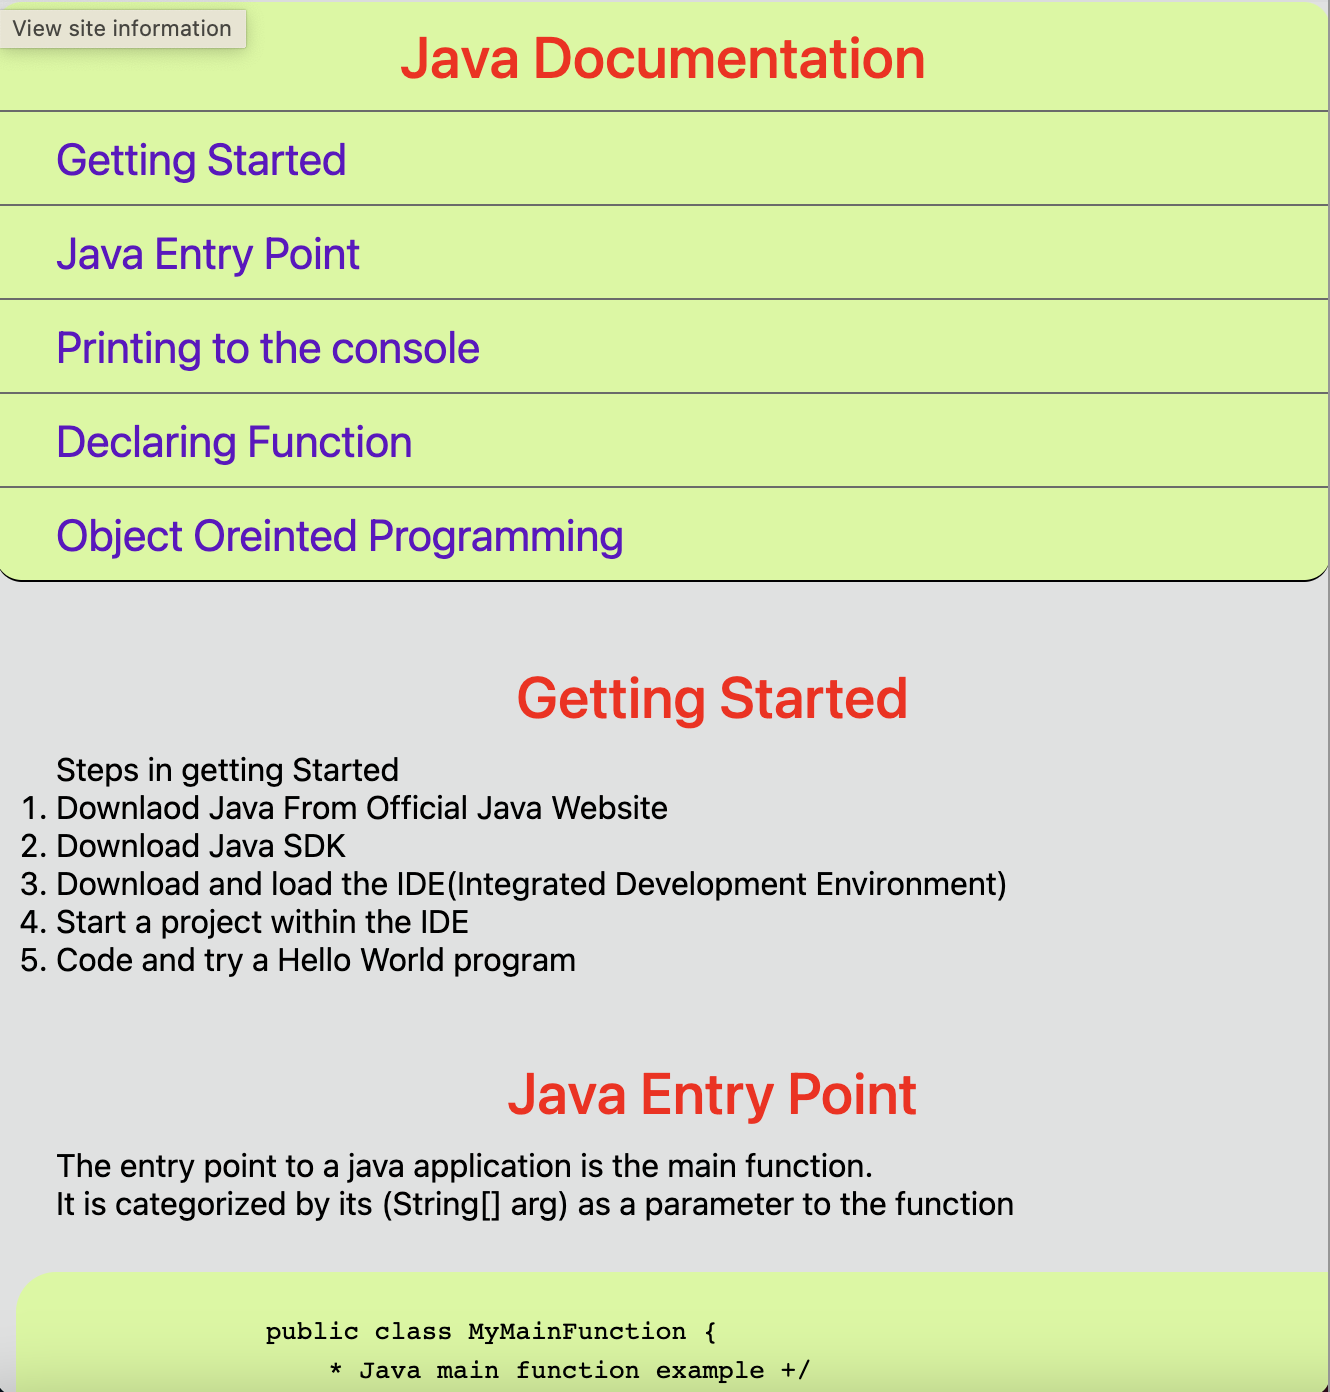 View site information
Java Documentation
Getting Started
Java Entry Point
Printing to the console
Declaring Function
Object Oreinted Programming
Getting Started
Steps in getting Started
1. Downlaod Java From Official Java Website
2. Download Java SDK
3. Download and load the IDE(Integrated Development Environment)
4. Start a project within the IDE
5. Code and try a Hello World program
Java Entry Point
The entry point to a java application is the main function.
It is categorized by its (String[] arg) as a parameter to the function
public class MyMainFunction {
* Java main function example +/